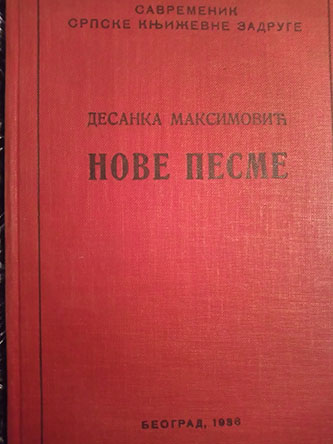 САВРЕМЕНИК
СРПСКЕ КЊИЖЕВНЕ ЗАДРУГЕ
ДЕСАНКА МАКСИМОВИЋ
НОВЕ ПЕСМЕ
БЕОГРАД, 1936